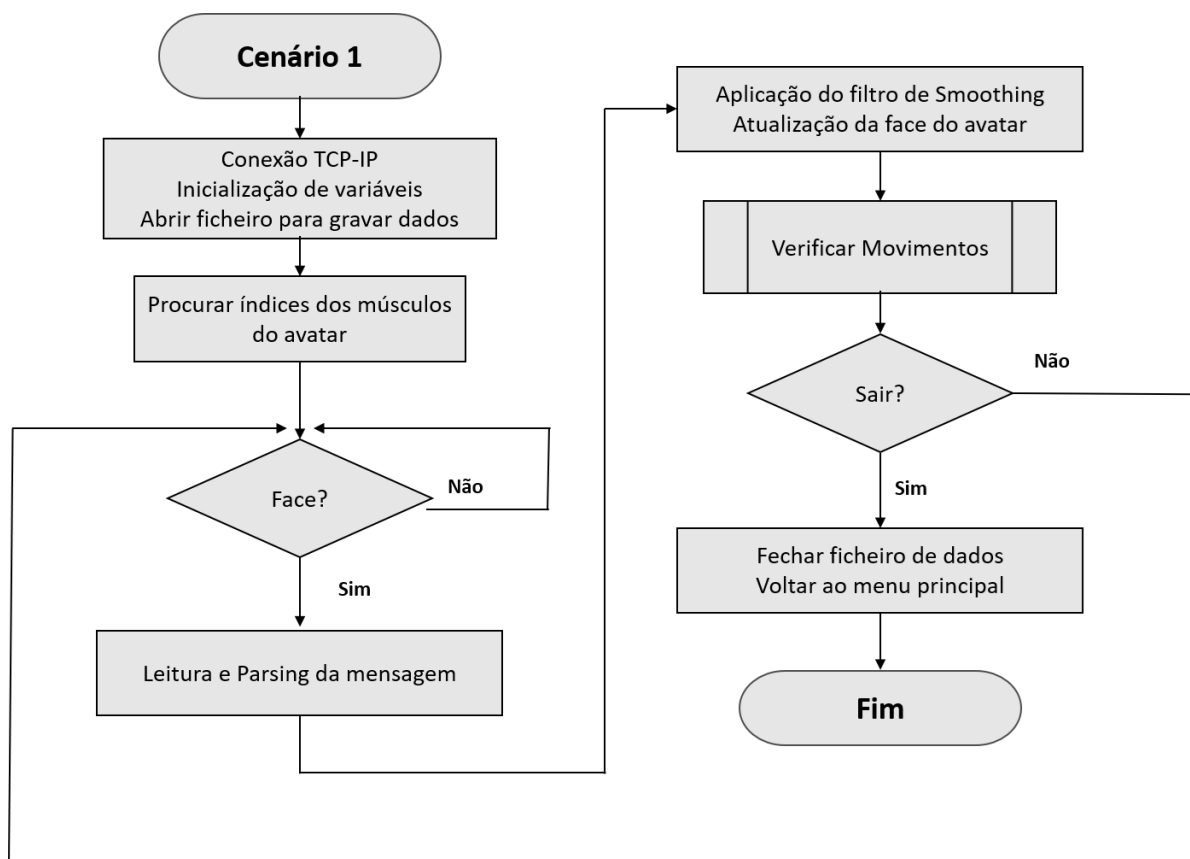 Cenário 1
Conexão TCP-IP
Inicialização de variáveis
Abrir ficheiro para gravar dados
Procurar índices dos músculos
do avatar
Face?
Não
Sim
Leitura e Parsing da mensagem
Aplicação do filtro de Smoothing
Atualização da face do avatar
Verificar Movimentos
Sair?
Não
Sim
Fechar ficheiro de dados
Voltar ao menu principal
Fim